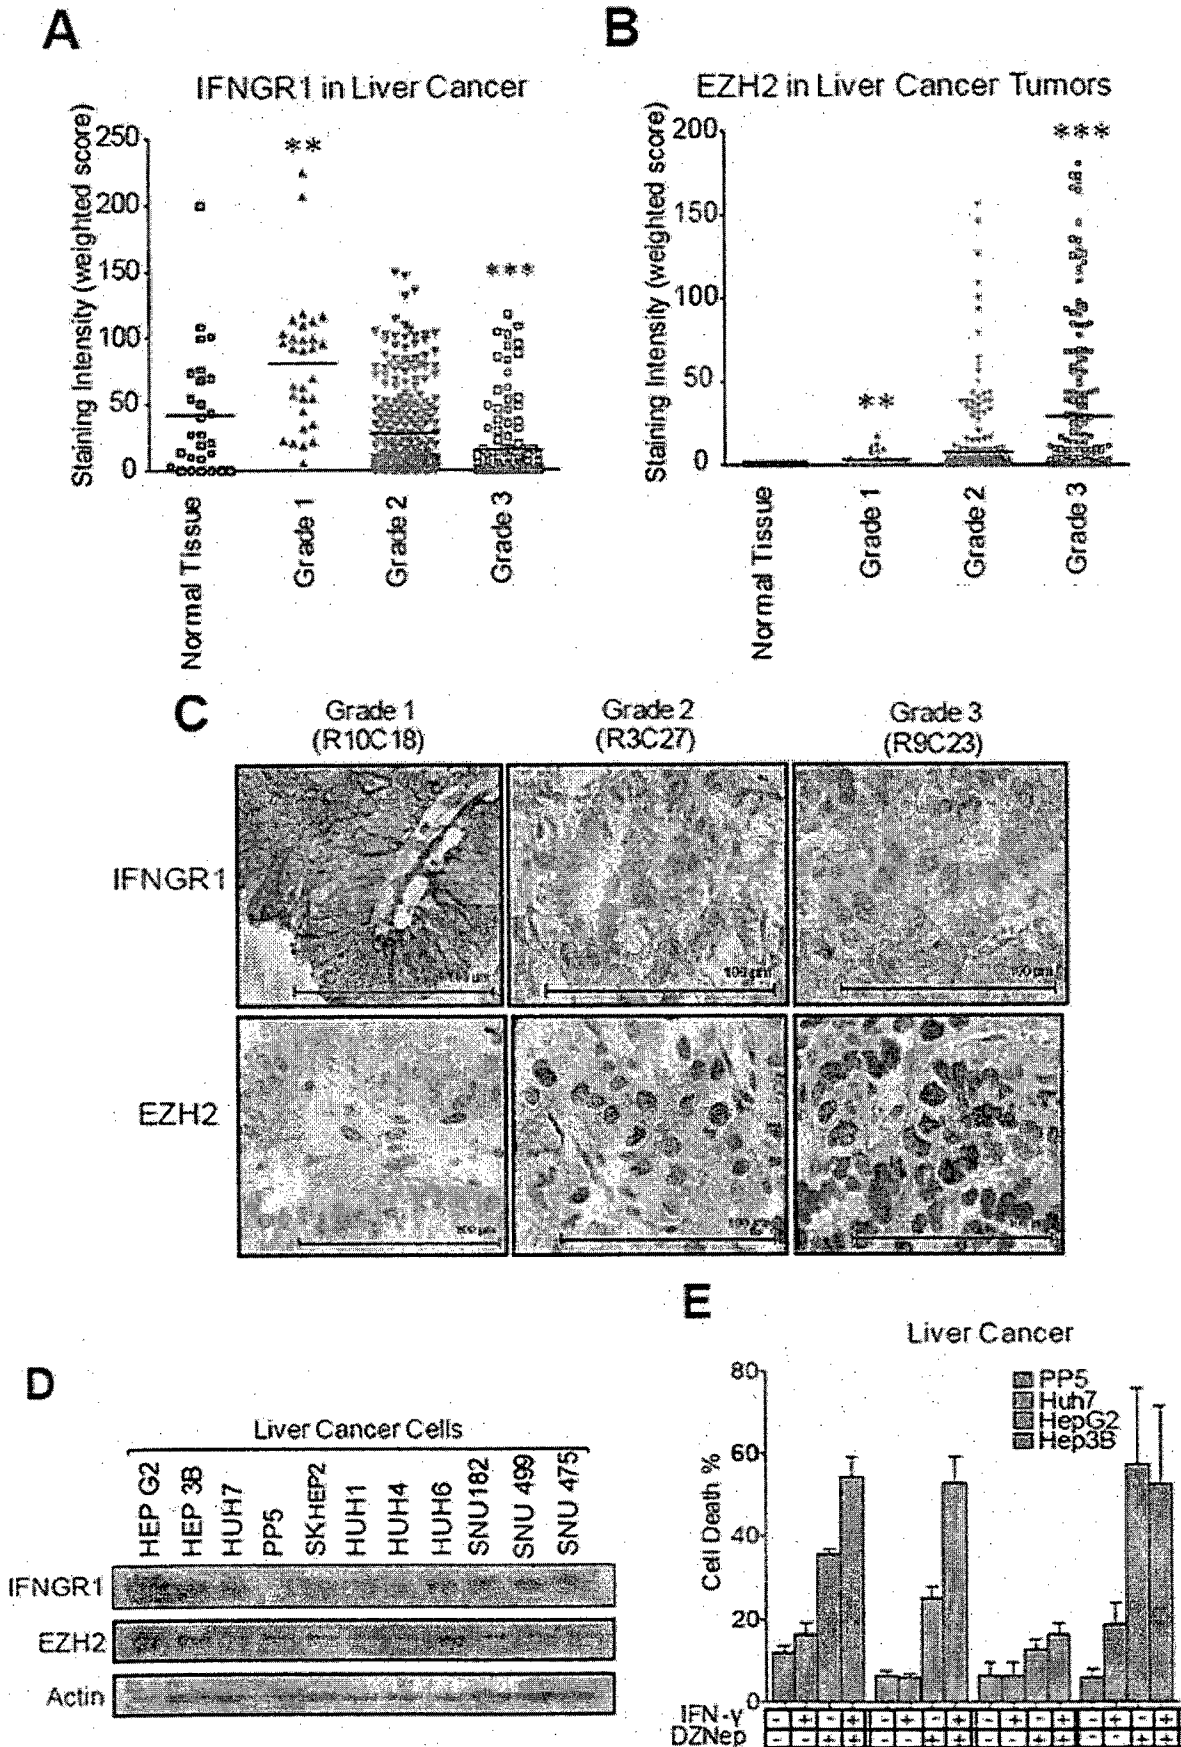 A
IFNGR1 in Liver Cancer
Staining Intensity (weighted score)
250
200
150
100
50
0
**
***
Normal Tissue
Grade 1
Grade 2
Grade 3
B
EZH2 in Liver Cancer Tumors
Staining Intensity (weighted score)
200
150
100
50
0
**
***
Normal Tissue
Grade 1
Grade 2
Grade 3
C
Grade 1
(R10C18)
Grade 2
(R3C27)
Grade 3
(R9C23)
IFNGR1
100 µm
100 µm
EZH2
D
Liver Cancer Cells
HEP G2
HEP 3B
HUH7
PP5
SKHEP2
HUH1
HUH4
HUH6
SNU182
SNU 499
SNU 475
IFNGR1
EZH2
Actin
E
Liver Cancer
PP5
Huh7
HepG2
Hep3B
Cell Death %
80
60
40
20
0
IFN-γ - + - + - + - + - + - + - + - +
DZNep - - + + - - + + - - + + - - + +